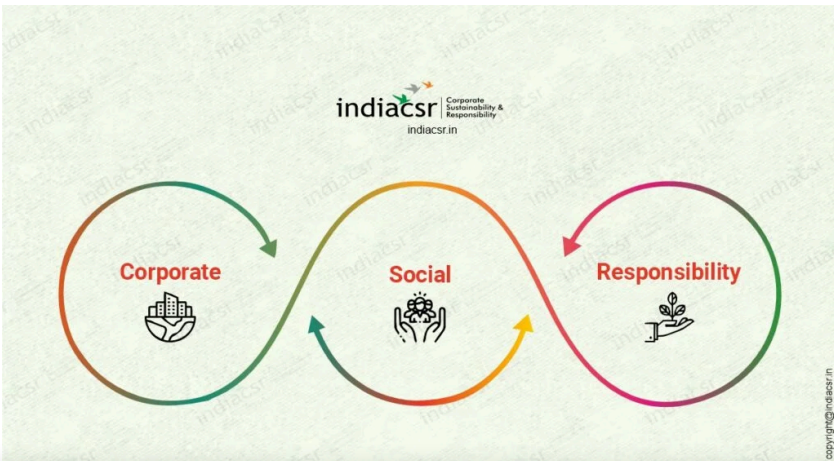 indiacsr
Corporate
Sustainability &
Responsibility
indiacsr.in
Corporate
Social
Responsibility
copyright@indiacsr.in